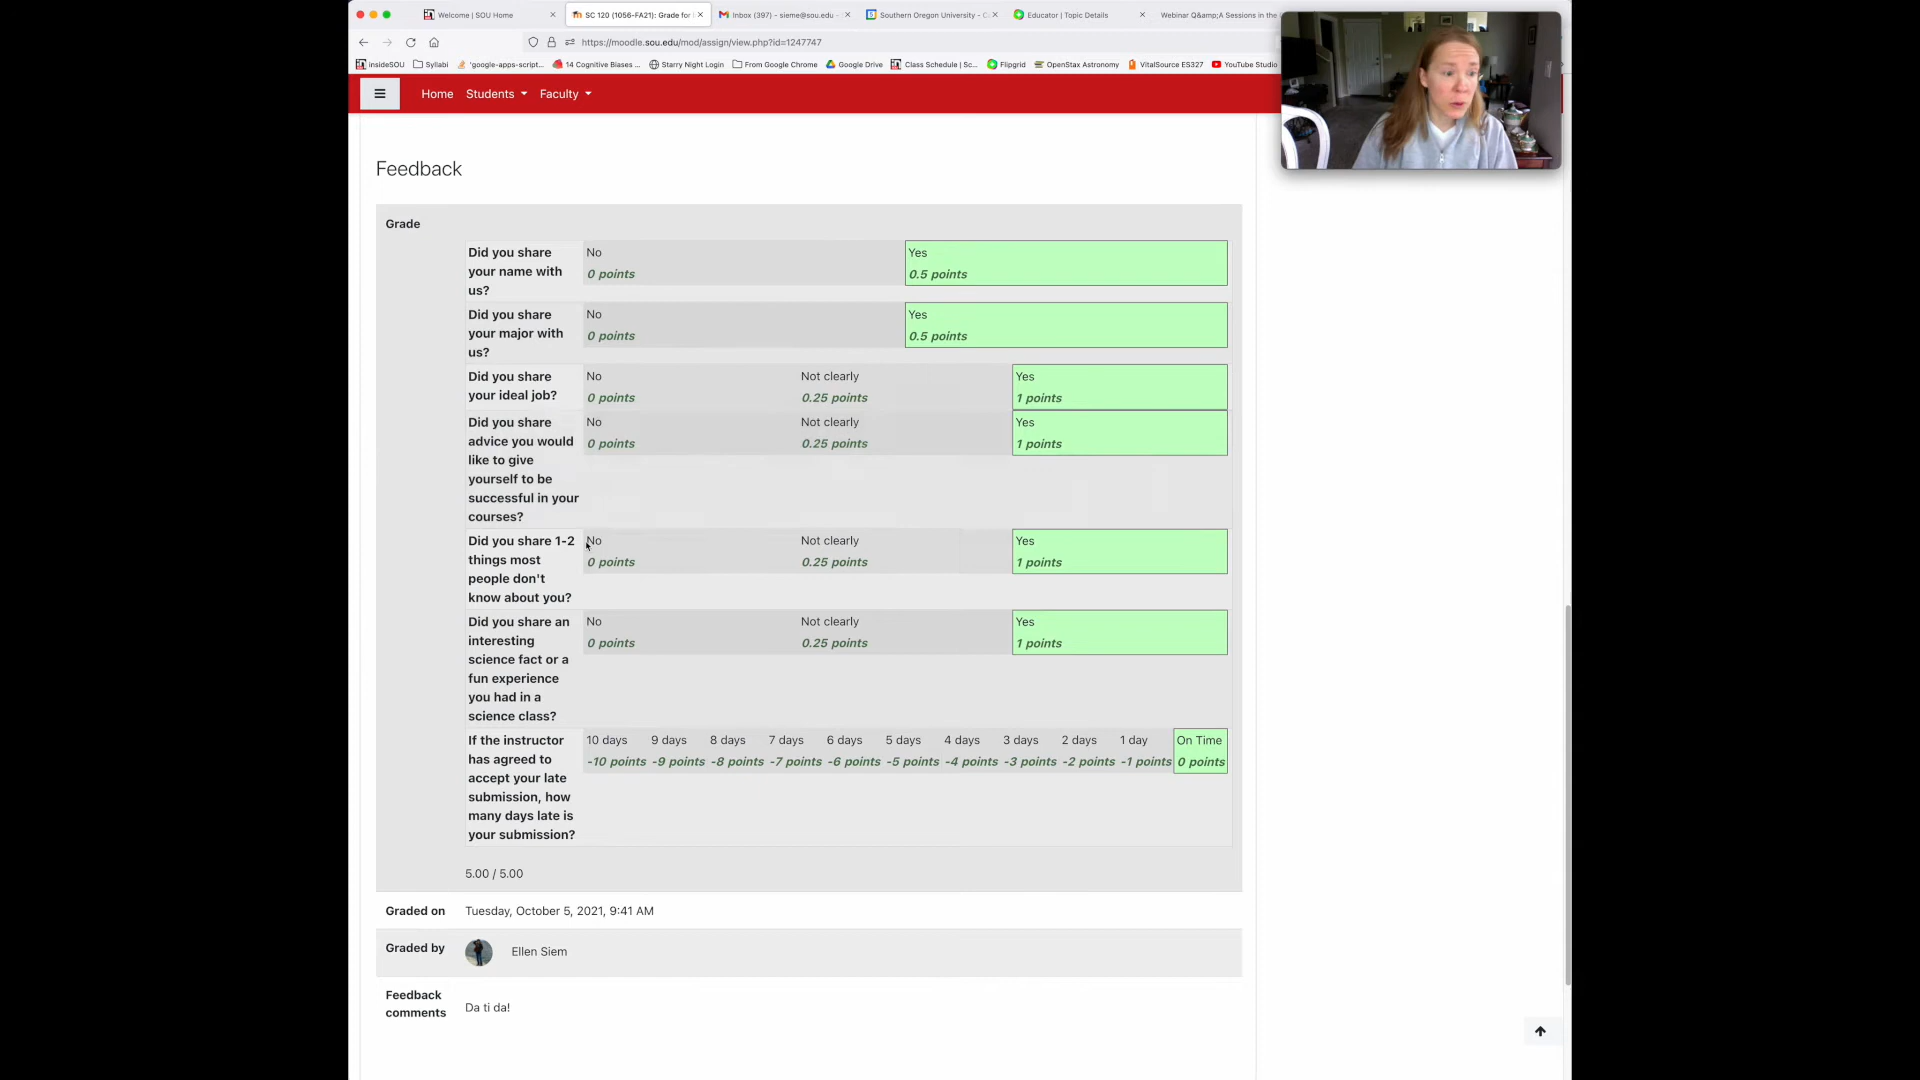 Welcome | SOU Home
SC 120 (1056-FA21): Grade for
Inbox (397) - sieme@sou.edu -
Southern Oregon University - C
Educator | Topic Details
Webinar Q&amp;A Sessions in the
https://moodle.sou.edu/mod/assign/view.php?id=1247747
insideSOU
Syllabi
'google-apps-script...
14 Cognitive Biases ...
Starry Night Login
From Google Chrome
Google Drive
Class Schedule | Sc...
Flipgrid
OpenStax Astronomy
VitalSource ES327
YouTube Studio
Home
Students
Faculty
Feedback
Grade
Did you share
your name with
us?
No
0 points
Yes
0.5 points
Did you share
your major with
us?
No
0 points
Yes
0.5 points
Did you share
your ideal job?
No
0 points
Not clearly
0.25 points
Yes
1 points
Did you share
advice you would
like to give
yourself to be
successful in your
courses?
No
0 points
Not clearly
0.25 points
Yes
1 points
Did you share 1-2
things most
people don't
know about you?
No
0 points
Not clearly
0.25 points
Yes
1 points
Did you share an
interesting
science fact or a
fun experience
you had in a
science class?
No
0 points
Not clearly
0.25 points
Yes
1 points
If the instructor
has agreed to
accept your late
submission, how
many days late is
your submission?
10 days 9 days 8 days 7 days 6 days 5 days 4 days 3 days 2 days 1 day On Time
-10 points -9 points -8 points -7 points -6 points -5 points -4 points -3 points -2 points -1 points 0 points
5.00 / 5.00
Graded on
Tuesday, October 5, 2021, 9:41 AM
Graded by
Ellen Siem
Feedback
comments
Da ti da!